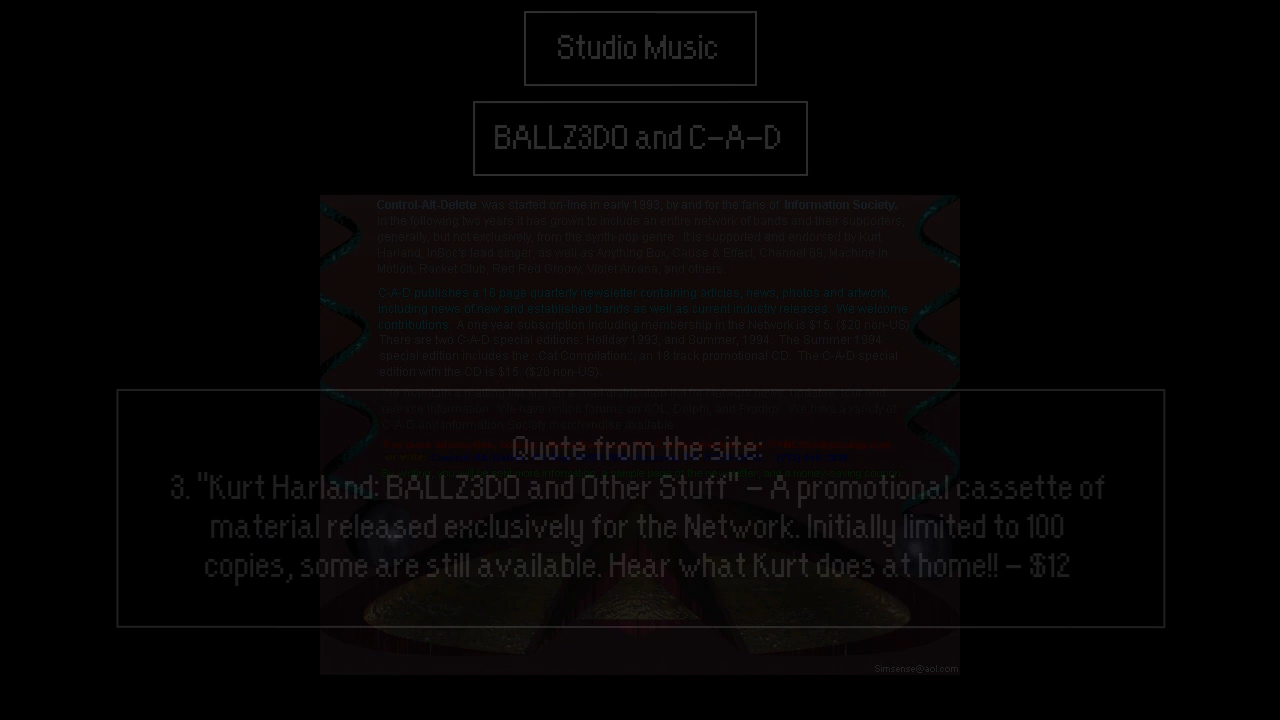 Studio Music
BALLZ3DO and C-A-D
Control-Alt-Delete was started on-line in early 1993, by and for the fans of Information Society.
In the following two years it has grown to include an entire network of bands and their supporters,
generally, but not exclusively, from the synth-pop genre. It is supported and endorsed by Kurt
Harland, InSoc's lead singer, as well as Anything Box, Cause & Effect, Channel 69, Machine in
Motion, Racket Club, Red Red Groovy, Violet Arcana, and others.
C-A-D publishes a 16 page quarterly newsletter containing articles, news, photos and artwork,
including news of new and established bands as well as current industry releases. We welcome
contributions. A one year subscription including membership in the Network is $15. ($20 non-US)
There are two C-A-D special editions: Holiday 1993, and Summer, 1994. The Summer 1994
special edition includes the Cat Compilation: an 18 track promotional CD. The C-A-D special
edition with the CD is $15. ($20 non-US)
Quote from the site:
3. "Kurt Harland: BALLZ3DO and Other Stuff" - A promotional cassette of
material released exclusively for the Network. Initially limited to 100
copies, some are still available. Hear what Kurt does at home!! - $12
Simsense@aol.com